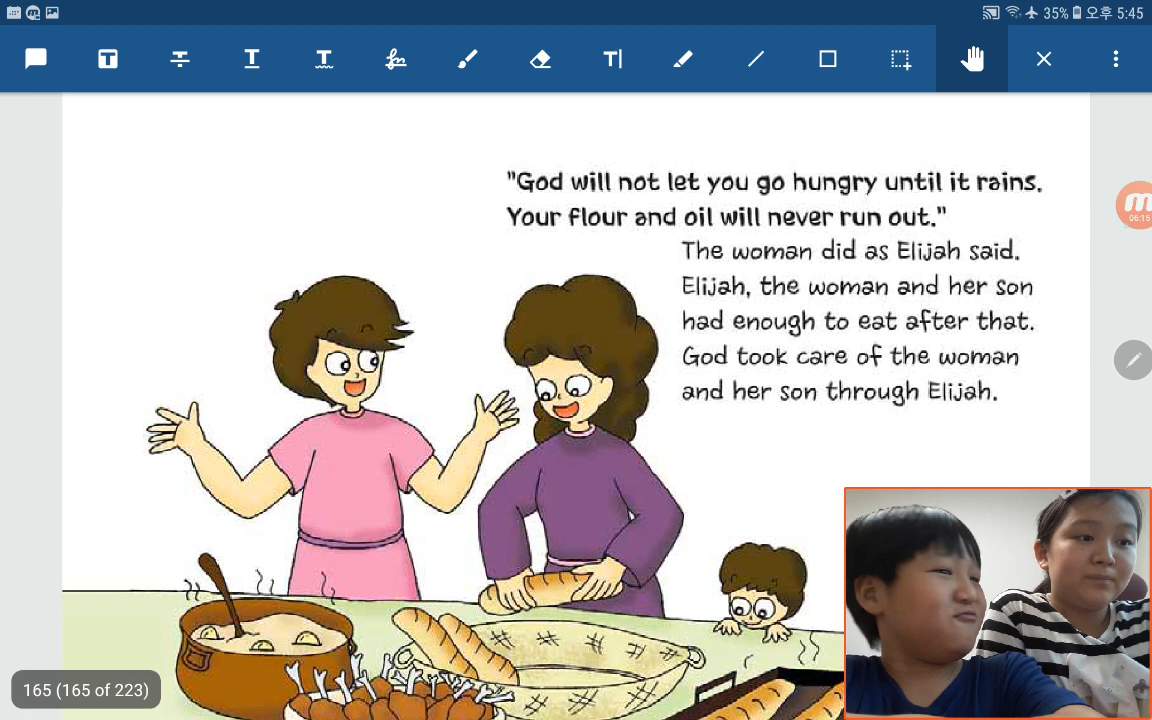 35% 오후 5:45
T T T T T
"God will not let you go hungry until it rains.
Your flour and oil will never run out."
The woman did as Elijah said.
Elijah, the woman and her son
had enough to eat after that.
God took care of the woman
and her son through Elijah.
06:15
165 (165 of 223)